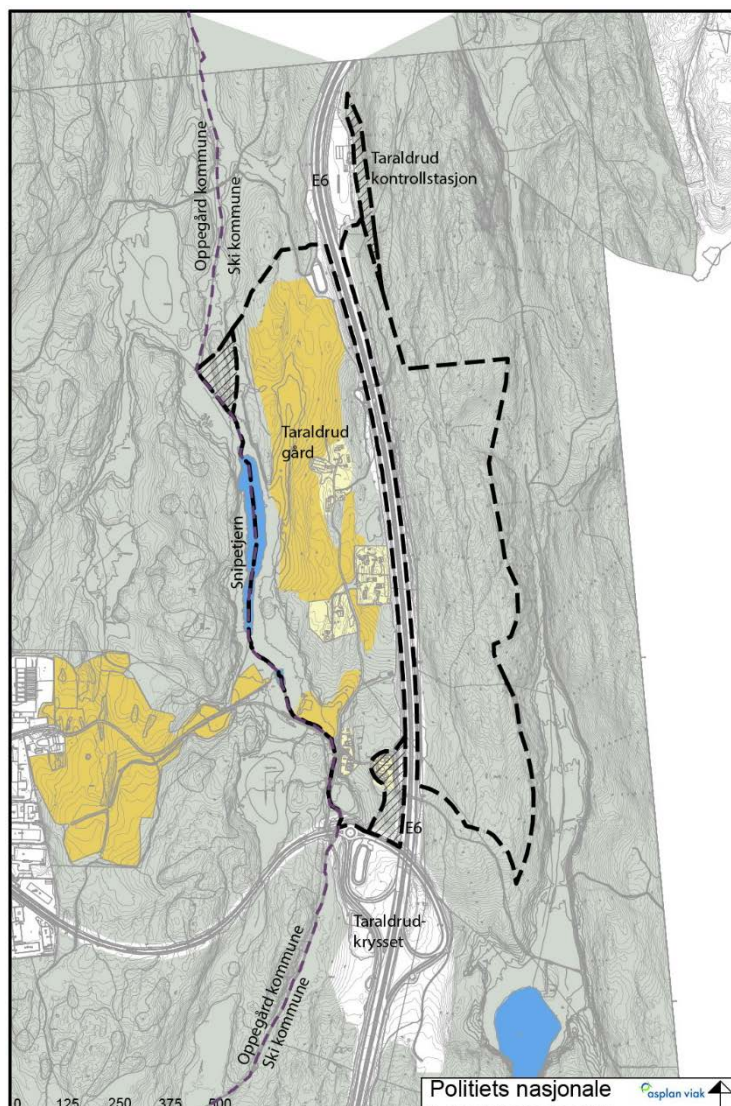 Oppegård kommune
Ski kommune
E6
Taraldrud
kontrollstasjon
Taraldrud
gård
Snipetjern
E6
Taraldrud-
krysset
Oppegård kommune
Ski kommune
0 125 250 375 500
Politiets nasjonale
asplan viak